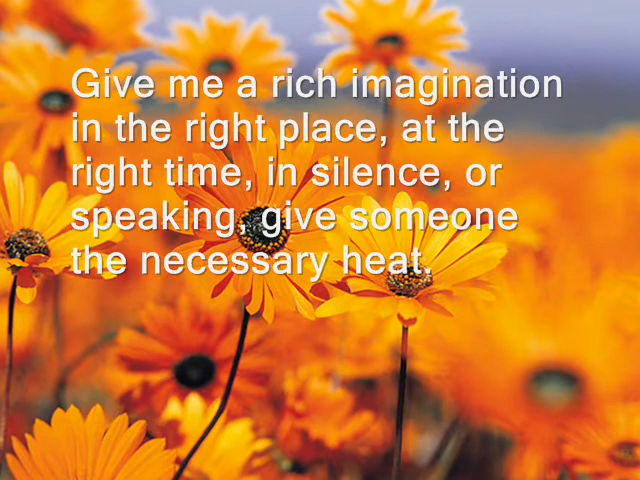 Give me a rich imagination
in the right place, at the
right time, in silence, or
speaking, give someone
the necessary heat.